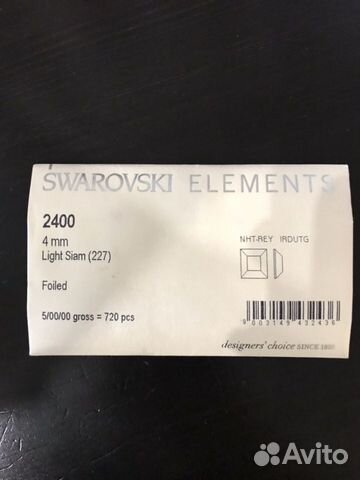 SWAROVSKI ELEMENTS
2400
4 mm
Light Siam (227)
NHT-REY IRDUTG
Foiled
5/00/00 gross = 720 pcs
9 003149 432436
designers' choice SINCE 1895
Avito